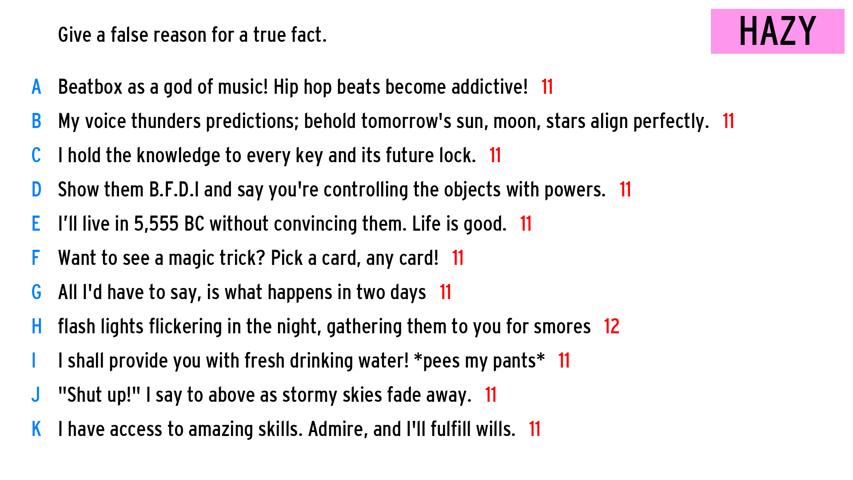 Give a false reason for a true fact.
HAZY
A Beatbox as a god of music! Hip hop beats become addictive! 11
B My voice thunders predictions; behold tomorrow's sun, moon, stars align perfectly. 11
C I hold the knowledge to every key and its future lock. 11
D Show them B.F.D.I and say you're controlling the objects with powers. 11
E I’ll live in 5,555 BC without convincing them. Life is good. 11
F Want to see a magic trick? Pick a card, any card! 11
G All I'd have to say, is what happens in two days 11
H flash lights flickering in the night, gathering them to you for smores 12
I I shall provide you with fresh drinking water! *pees my pants* 11
J "Shut up!" I say to above as stormy skies fade away. 11
K I have access to amazing skills. Admire, and I'll fulfill wills. 11